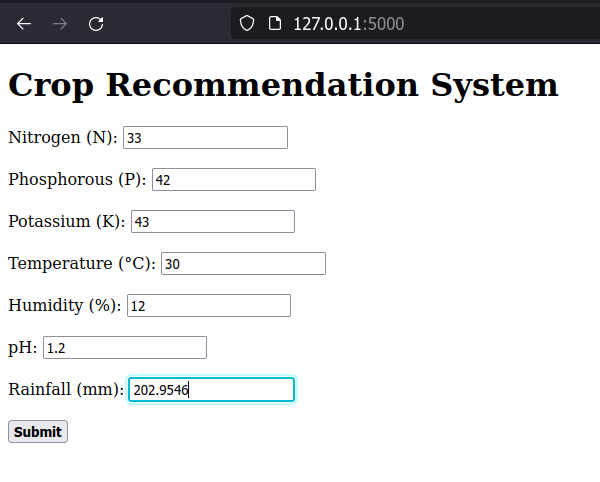 127.0.0.1:5000
Crop Recommendation System
Nitrogen (N): 33
Phosphorous (P): 42
Potassium (K): 43
Temperature (°C): 30
Humidity (%): 12
pH: 1.2
Rainfall (mm): 202.9546
Submit